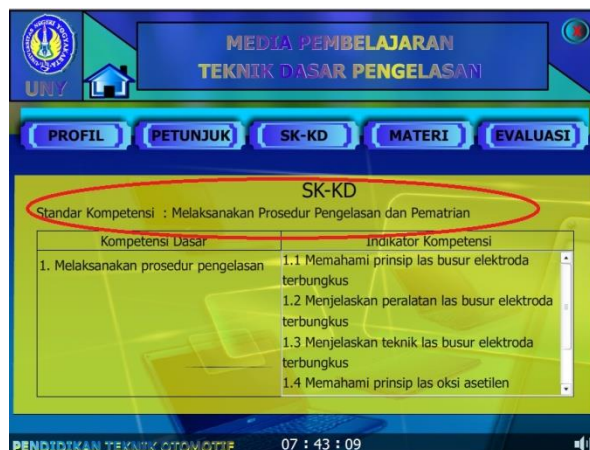 MEDIA PEMBELAJARAN
TEKNIK DASAR PENGELASAN
UNY
PROFIL
PETUNJUK
SK-KD
MATERI
EVALUASI
SK-KD
Standar Kompetensi : Melaksanakan Prosedur Pengelasan dan Pematrian
Kompetensi Dasar
Indikator Kompetensi
1. Melaksanakan prosedur pengelasan
1.1 Memahami prinsip las busur elektroda
terbungkus
1.2 Menjelaskan peralatan las busur elektroda
terbungkus
1.3 Menjelaskan teknik las busur elektroda
terbungkus
1.4 Memahami prinsip las oksi asetilen
PENDIDIKAN TEKNIK OTOMOTIF
07 : 43 : 09